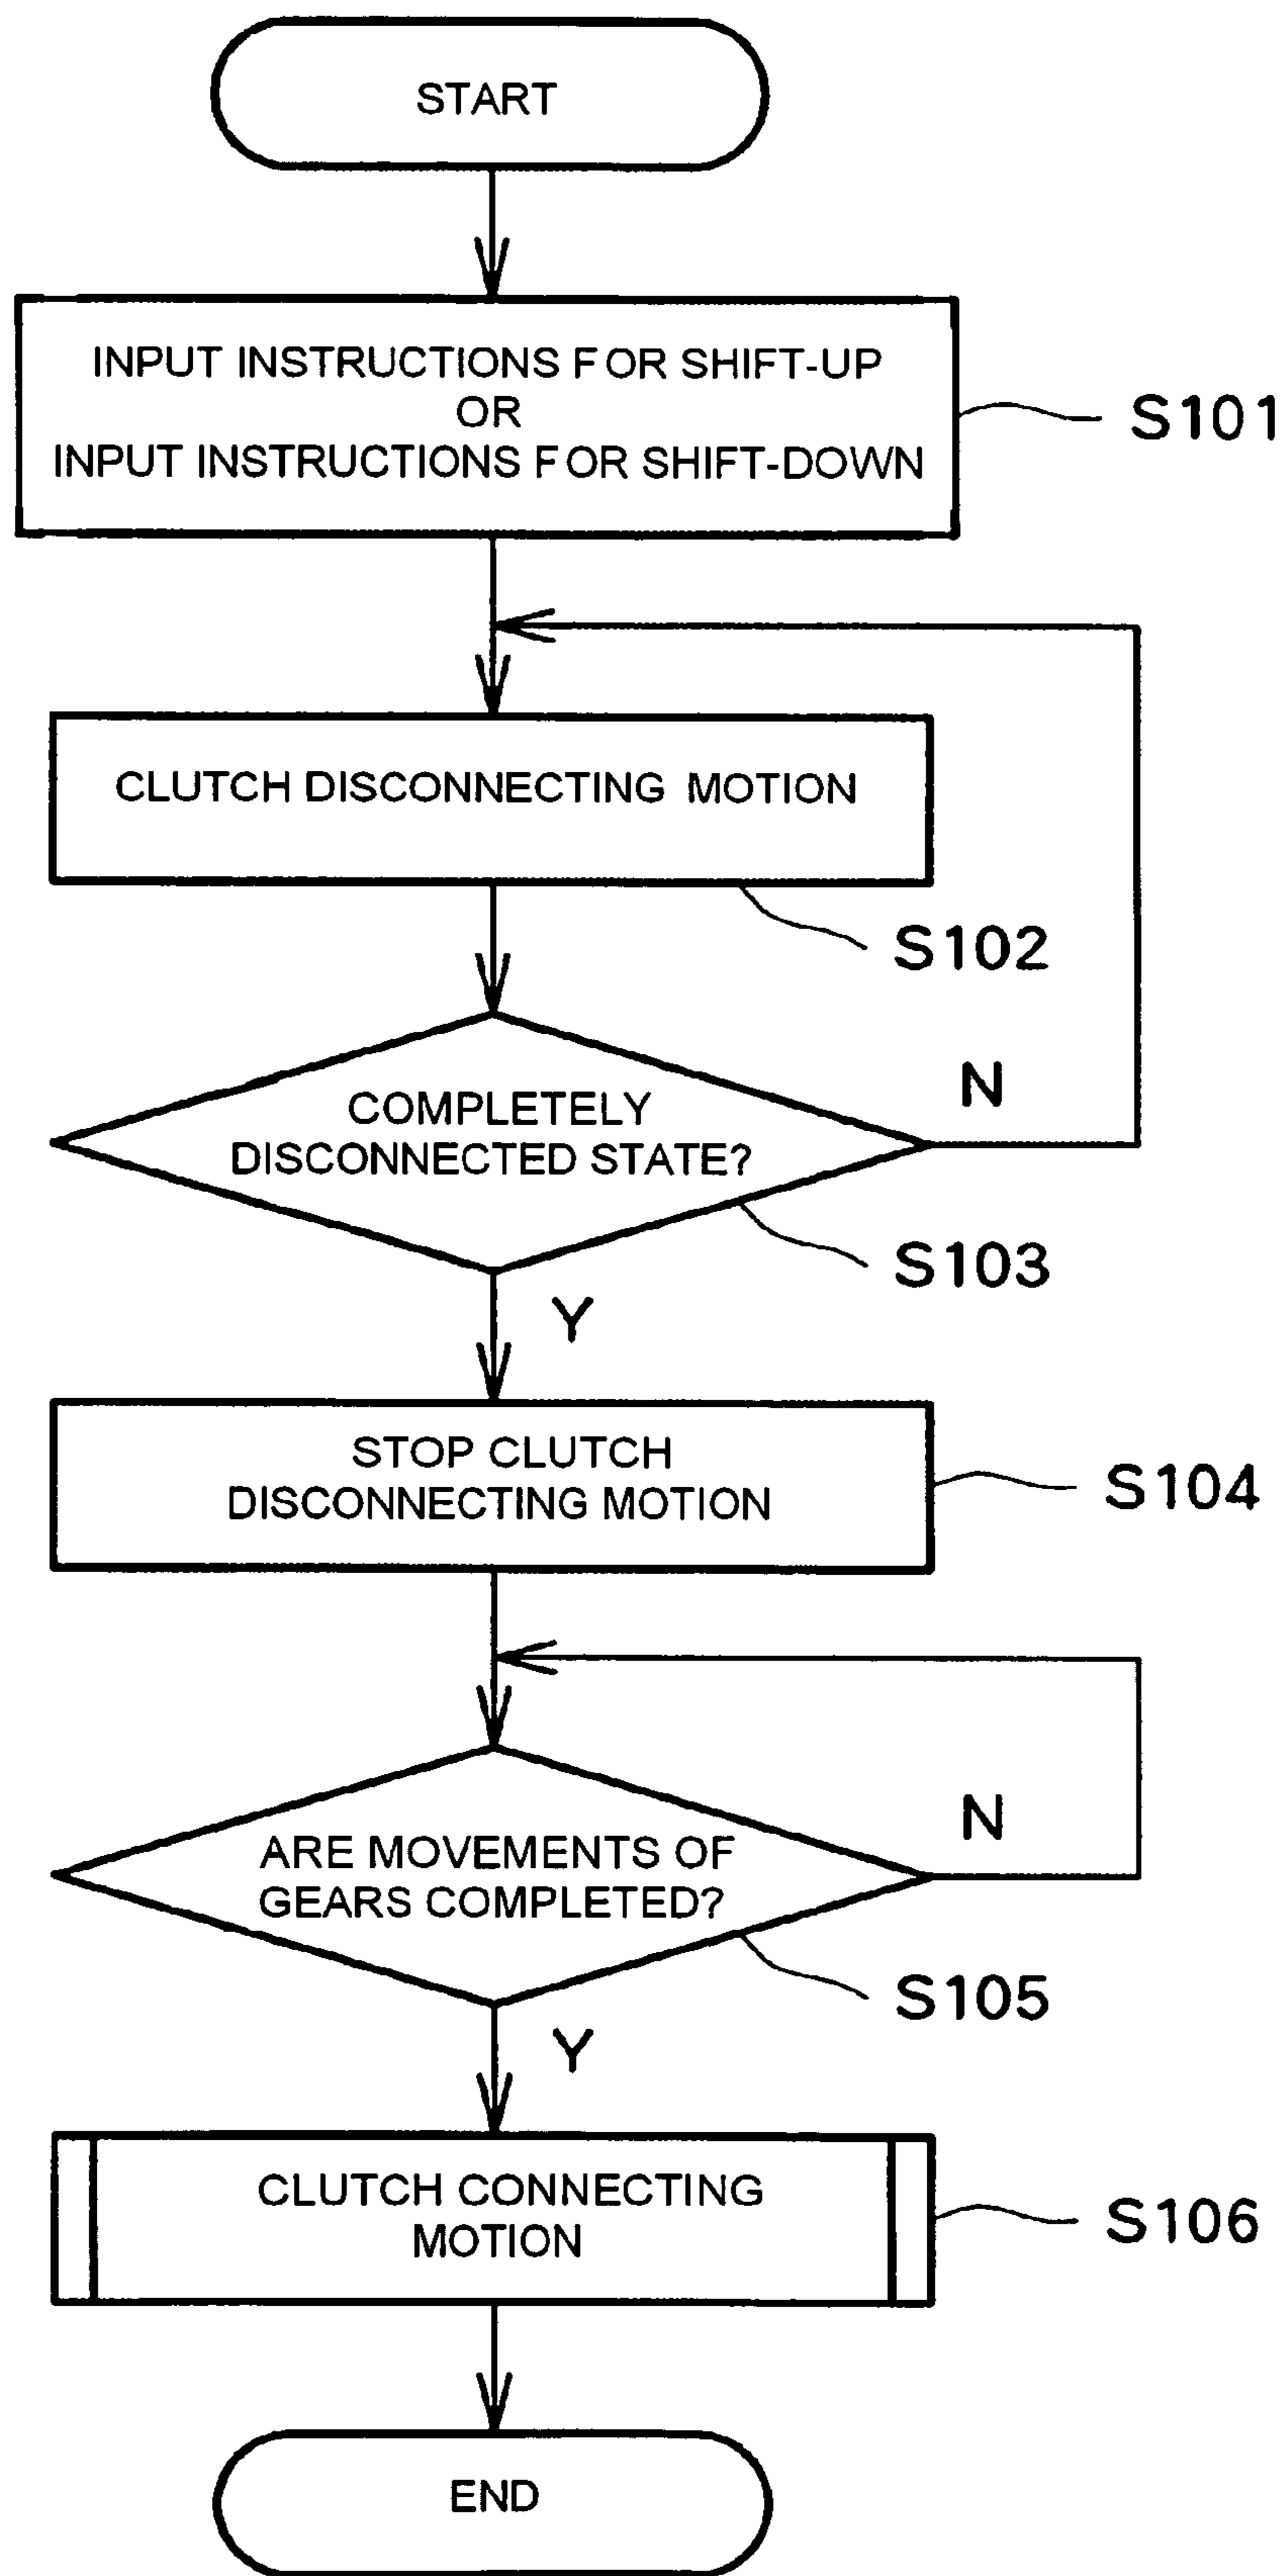 START
INPUT INSTRUCTIONS FOR SHIFT-UP
OR
INPUT INSTRUCTIONS FOR SHIFT-DOWN
S101
CLUTCH DISCONNECTING MOTION
S102
COMPLETELY
DISCONNECTED STATE?
N
S103
Y
STOP CLUTCH
DISCONNECTING MOTION
S104
ARE MOVEMENTS OF
GEARS COMPLETED?
N
S105
Y
CLUTCH CONNECTING
MOTION
S106
END